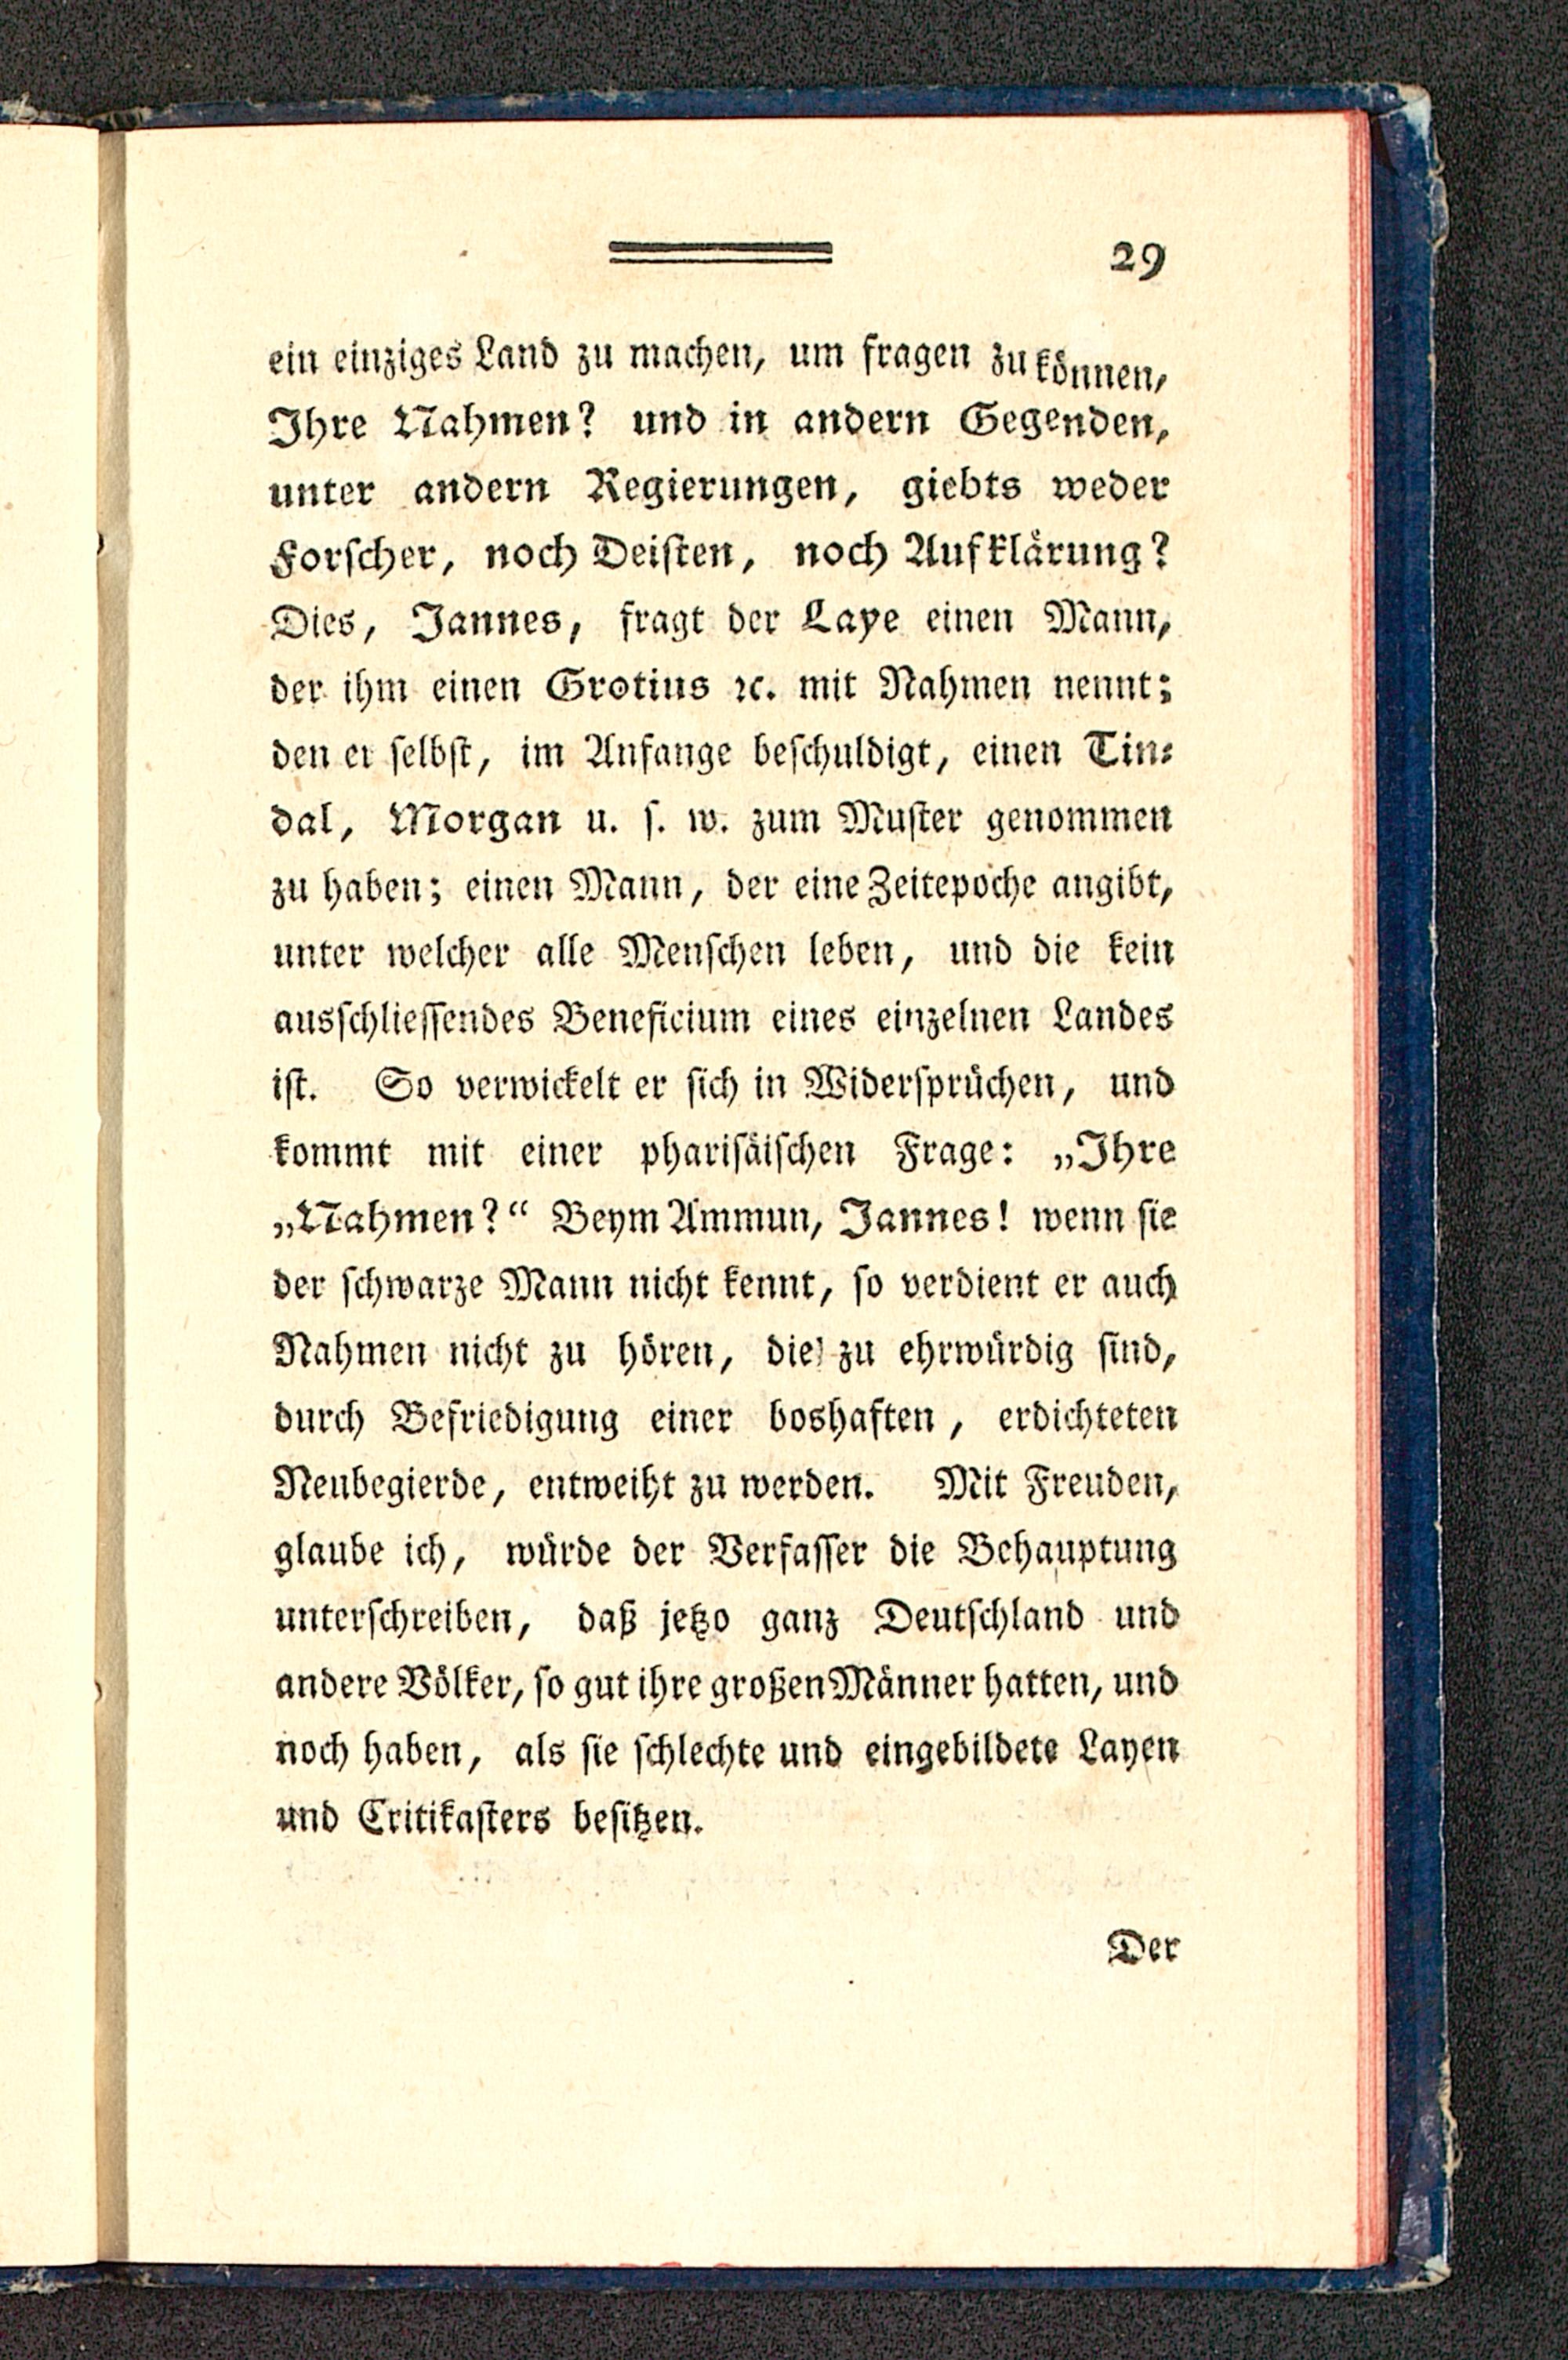 29
ein einziges Land zu machen, um fragen zu können,
Ihre Nahmen? und in andern Gegenden,
unter andern Regierungen, giebts weder
Forscher, noch Deisten, noch Aufklärung?
Dies, Jannes, fragt der Laye einen Mann,
der ihm einen Grotius ꝛc. mit Nahmen nennt;
den er selbst, im Anfange beschuldigt, einen Tin-
dal, Morgan u. s. w. zum Muster genommen
zu haben; einen Mann, der eine Zeitepoche angibt,
unter welcher alle Menschen leben, und die kein
ausschliessendes Beneficium eines einzelnen Landes
ist. So verwickelt er sich in Widersprüchen, und
kommt mit einer pharisäischen Frage: „Ihre
„Nahmen?“ Beym Ammun, Jannes! wenn sie
der schwarze Mann nicht kennt, so verdient er auch
Nahmen nicht zu hören, die zu ehrwürdig sind,
durch Befriedigung einer boshaften, erdichteten
Neubegierde, entweiht zu werden. Mit Freuden,
glaube ich, würde der Verfasser die Behauptung
unterschreiben, daß jetzo ganz Deutschland und
andere Völker, so gut ihre großen Männer hatten, und
noch haben, als sie schlechte und eingebildete Layen
und Critikasters besitzen.
Der